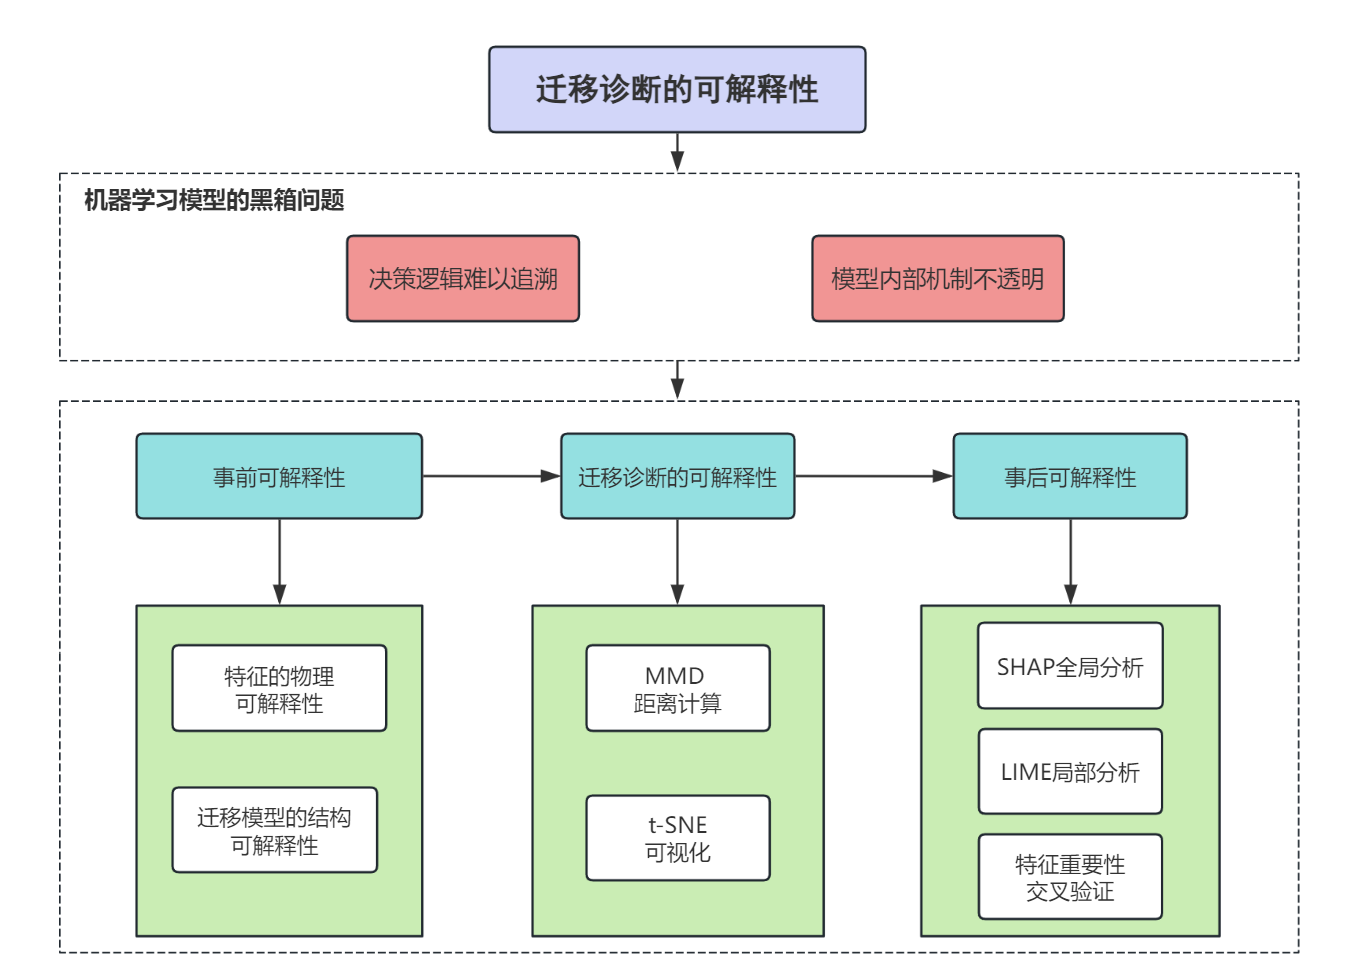 迁移诊断的可解释性
机器学习模型的黑箱问题
决策逻辑难以追溯
模型内部机制不透明
事前可解释性
迁移诊断的可解释性
事后可解释性
特征的物理
可解释性
迁移模型的结构
可解释性
MMD
距离计算
t-SNE
可视化
SHAP全局分析
LIME局部分析
特征重要性
交叉验证